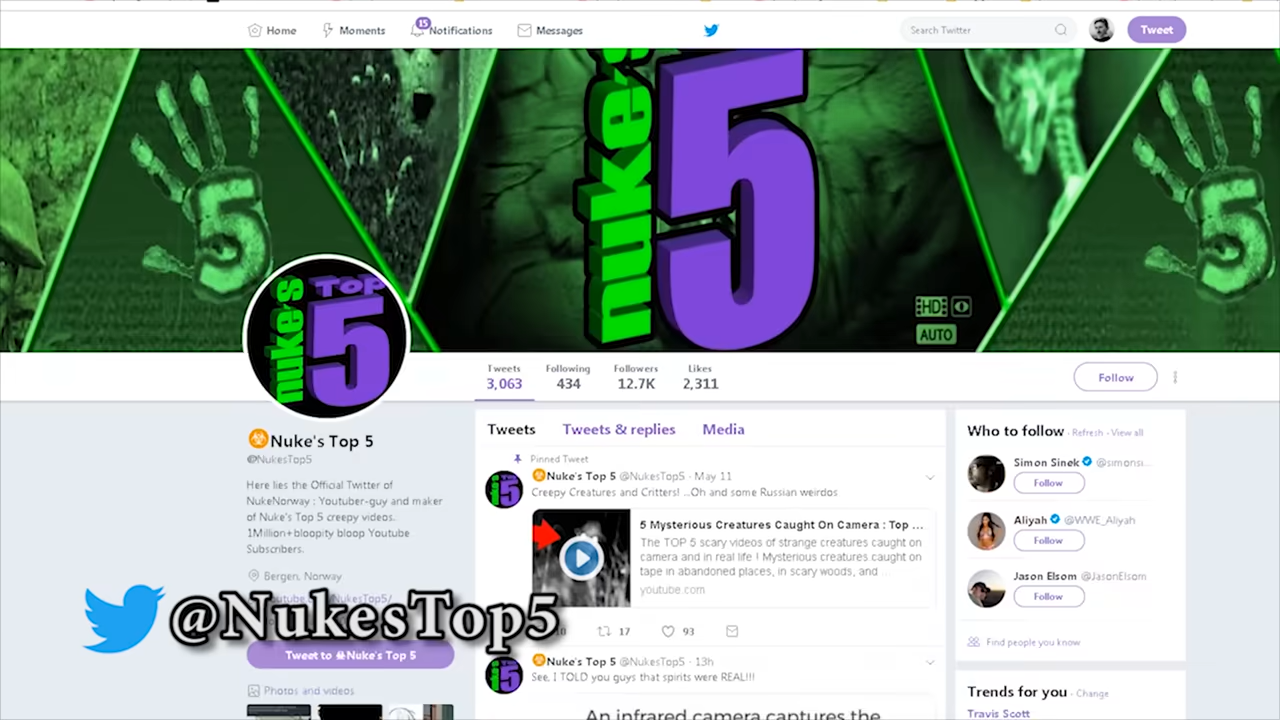 Home
Moments
15
Notifications
Messages
Search Twitter
Tweet
nuke's
5
5
5
HD
AUTO
nuke's
Top
5
Tweets
3,063
Following
434
Followers
12.7K
Likes
2,311
Follow
Nuke's Top 5
@NukesTop5
Here lies the Official Twitter of
NukeNorway : Youtuber-guy and maker
of Nuke's Top 5 creepy videos.
1Million+bloopity bloop Youtube
Subscribers.
Bergen, Norway
@NukesTop5
Tweet to Nuke's Top 5
Photos and videos
Tweets
Tweets & replies
Media
Pinned Tweet
Nuke's Top 5 @NukesTop5 · May 11
Creepy Creatures and Critters! ..Oh and some Russian weirdos
5 Mysterious Creatures Caught On Camera : Top ...
The TOP 5 scary videos of strange creatures caught on
camera and in real life ! Mysterious creatures caught on
tape in abandoned places, in scary woods, and ...
youtube.com
17
93
Nuke's Top 5 @NukesTop5 · 13h
See, I TOLD you guys that spirits were REAL!!!
An infrared camera captures the
Who to follow · Refresh · View all
Simon Sinek @simonsi...
Follow
Aliyah @WWE_Aliyah
Follow
Jason Elsom @JasonElsom
Follow
Find people you know
Trends for you · Change
Travis Scott